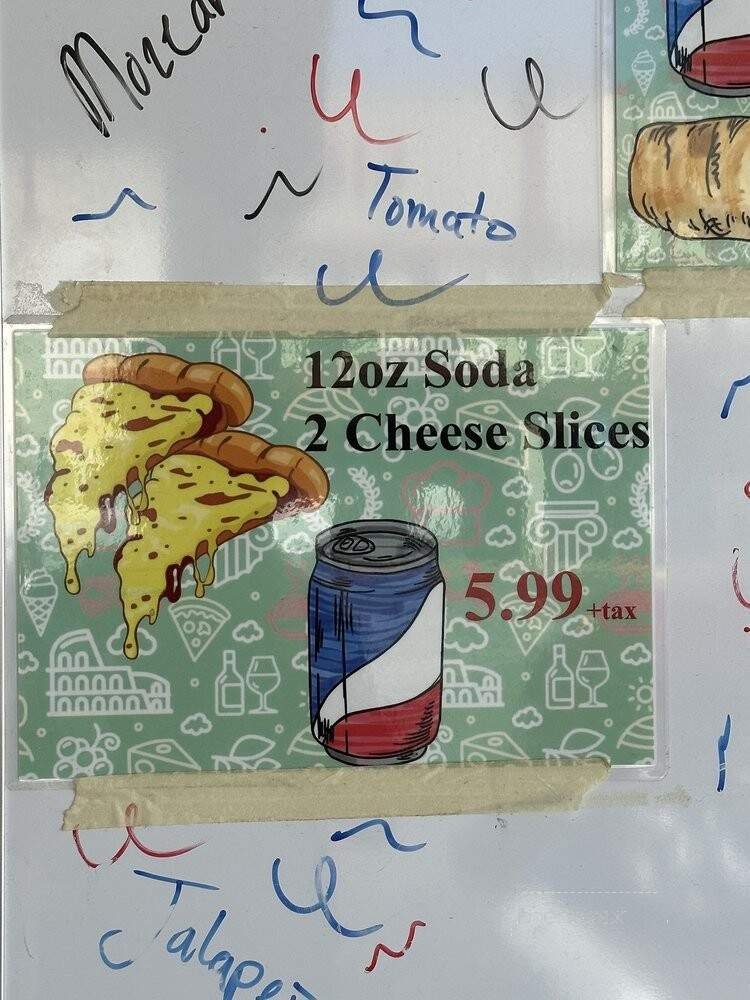 Tomato
12oz Soda
2 Cheese Slices
5.99 +tax